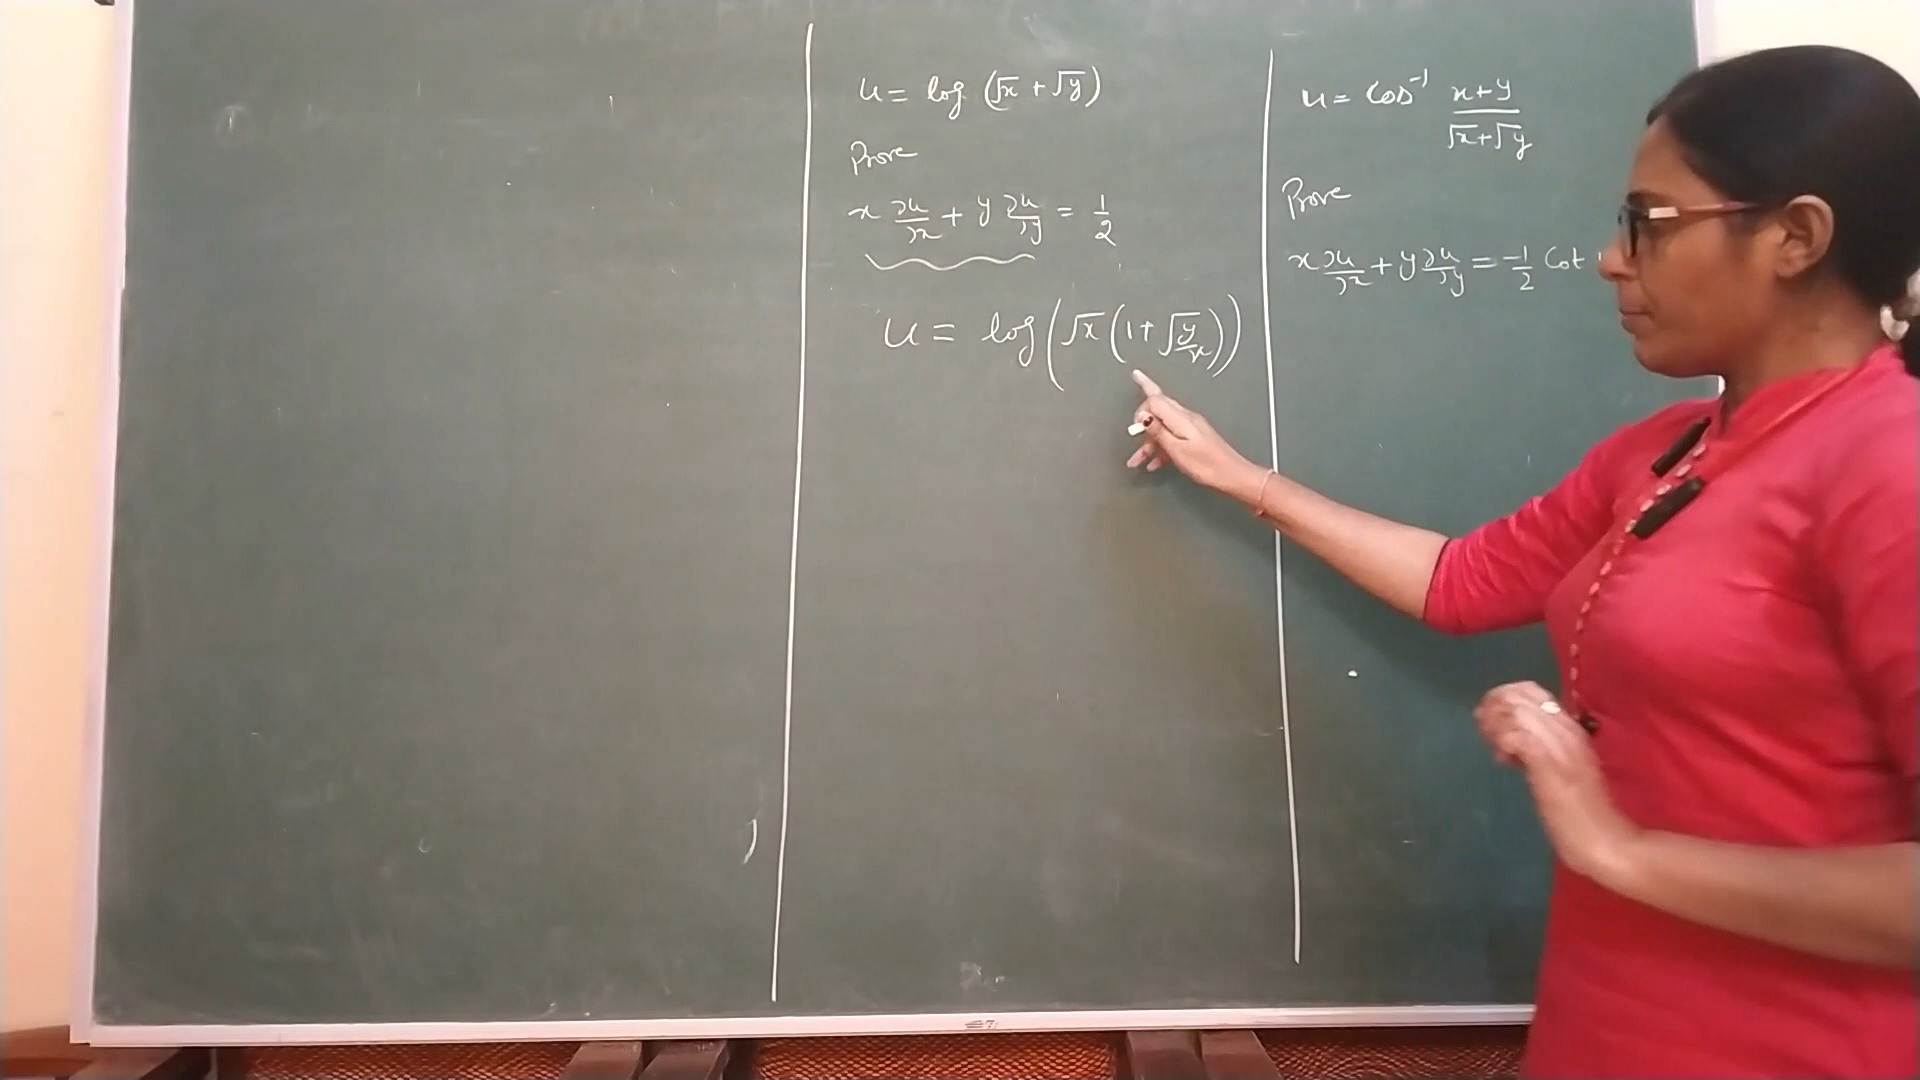 u = log (√x + √y)
Prove
x ∂u/∂x + y ∂u/∂y = 1/2
u = log(√x(1+√y/x))
u = Cos⁻¹ x+y/√x+√y
Prove
x ∂u/∂x + y ∂u/∂y = -1/2 Cot